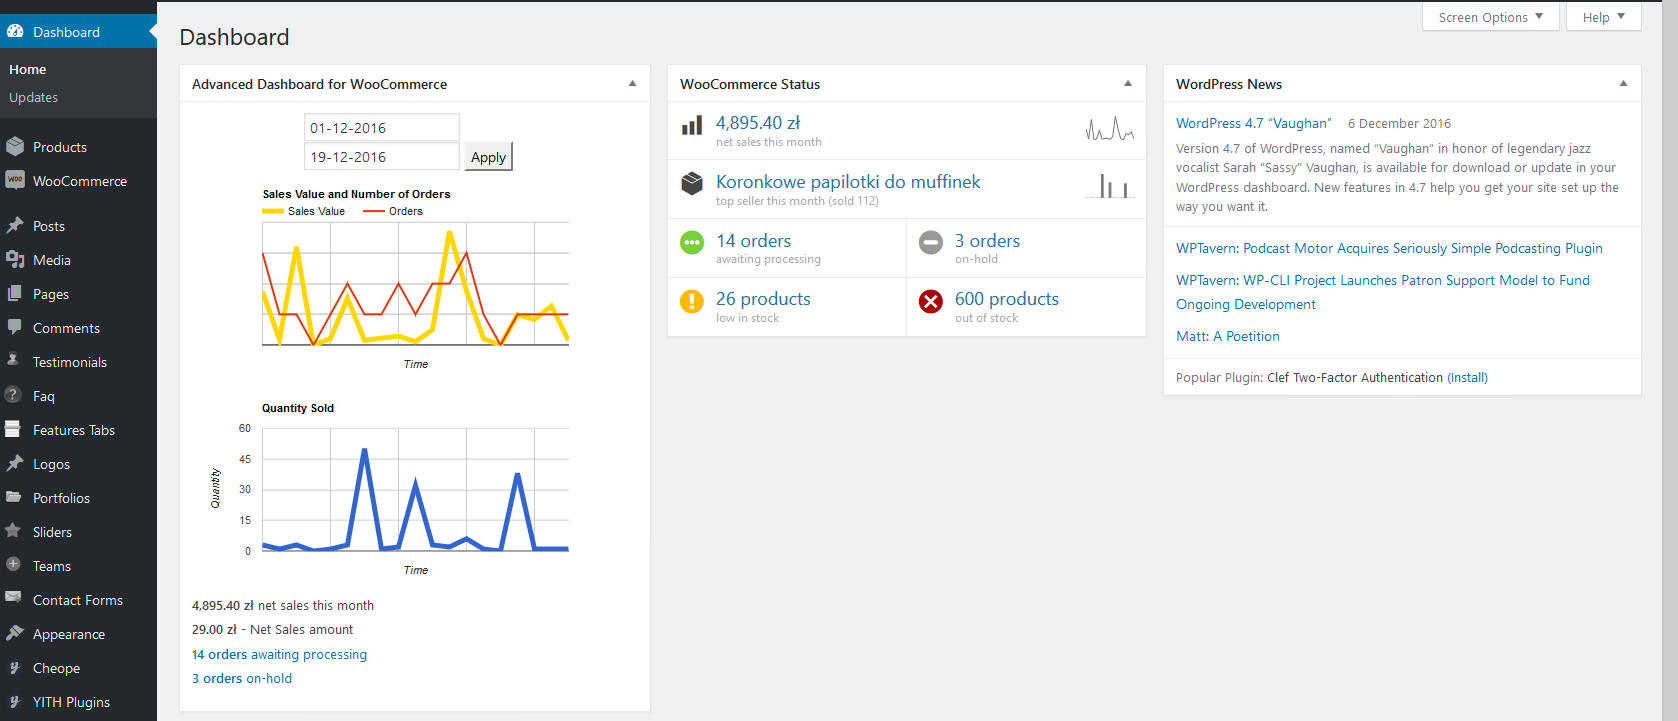 Screen Options
Help
Dashboard
Home
Updates
Products
WOO
WooCommerce
Posts
Media
Pages
Comments
Testimonials
Faq
Features Tabs
Logos
Portfolios
Sliders
Teams
Contact Forms
Appearance
Cheope
YITH Plugins
Dashboard
Advanced Dashboard for WooCommerce
01-12-2016
19-12-2016 Apply
Sales Value and Number of Orders
Sales Value Orders
Time
Quantity Sold
60
45
30
15
0
Quantity
Time
4,895.40 zł net sales this month
29.00 zł - Net Sales amount
14 orders awaiting processing
3 orders on-hold
WooCommerce Status
4,895.40 zł
net sales this month
Koronkowe papilotki do muffinek
top seller this month (sold 112)
14 orders
awaiting processing
3 orders
on-hold
26 products
low in stock
600 products
out of stock
WordPress News
WordPress 4.7 “Vaughan” 6 December 2016
Version 4.7 of WordPress, named “Vaughan” in honor of legendary jazz
vocalist Sarah "Sassy" Vaughan, is available for download or update in your
WordPress dashboard. New features in 4.7 help you get your site set up the
way you want it.
WPTavern: Podcast Motor Acquires Seriously Simple Podcasting Plugin
WPTavern: WP-CLI Project Launches Patron Support Model to Fund
Ongoing Development
Matt: A Poetition
Popular Plugin: Clef Two-Factor Authentication (Install)